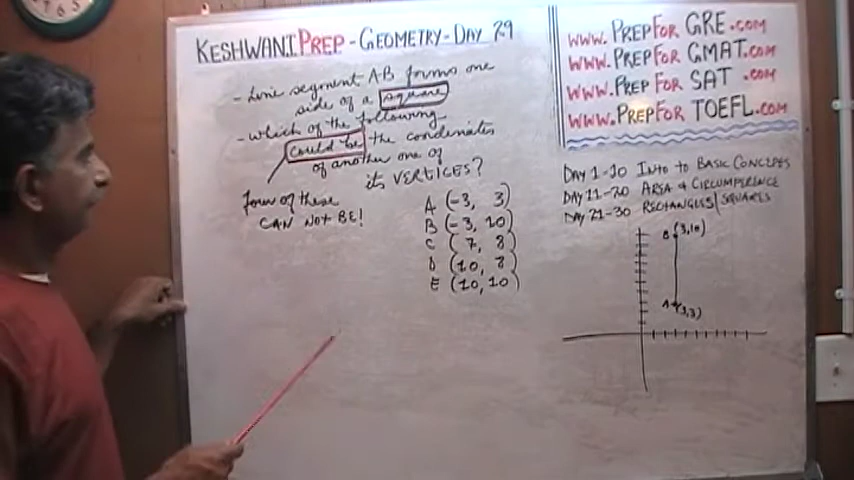 KESHWANI PREP - GEOMETRY - DAY 29
- Line segment AB forms one
side of a square
- which of the following
could be the coordinates
of another one of
its VERTICES?
four of these
CAN NOT BE!
A (-3, 3)
B (-3, 10)
C (7, 8)
D (10, 8)
E (10, 10)
www.PREPFOR GRE.com
www.PREPFOR GMAT.com
www.PREPFOR SAT.com
www.PREPFOR TOEFL.com
DAY 1-10 INTO TO BASIC CONCEPTS
DAY 11-20 AREA & CIRCUMFERENCE
DAY 21-30 RECTANGLES/SQUARES
B (3,10)
A (3,3)